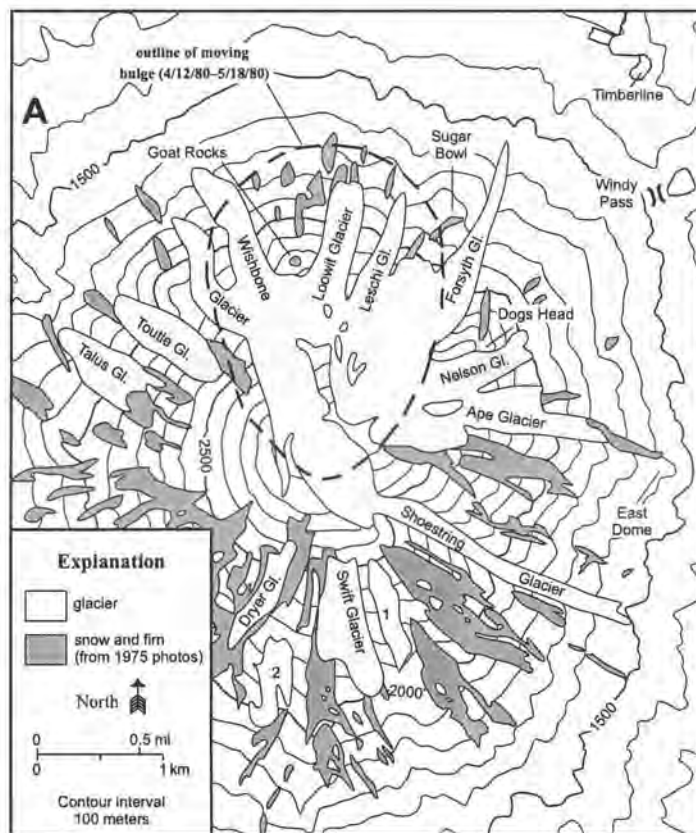 outline of moving
bulge (4/12/80–5/18/80)
A
Timberline
Goat Rocks
Sugar
Bowl
1500
Windy
Pass
Wishbone
Glacier
Loowit Glacier
Leschi Gl.
Forsyth Gl.
Dogs Head
Toutle Gl.
Talus Gl.
Nelson Gl.
Ape Glacier
2500
East
Dome
Shoestring
Glacier
Explanation
glacier
snow and firn
(from 1975 photos)
North
0 0.5 mi
0 1 km
Contour interval
100 meters
Dryer Gl.
Swift Glacier
1
2
2000
1500